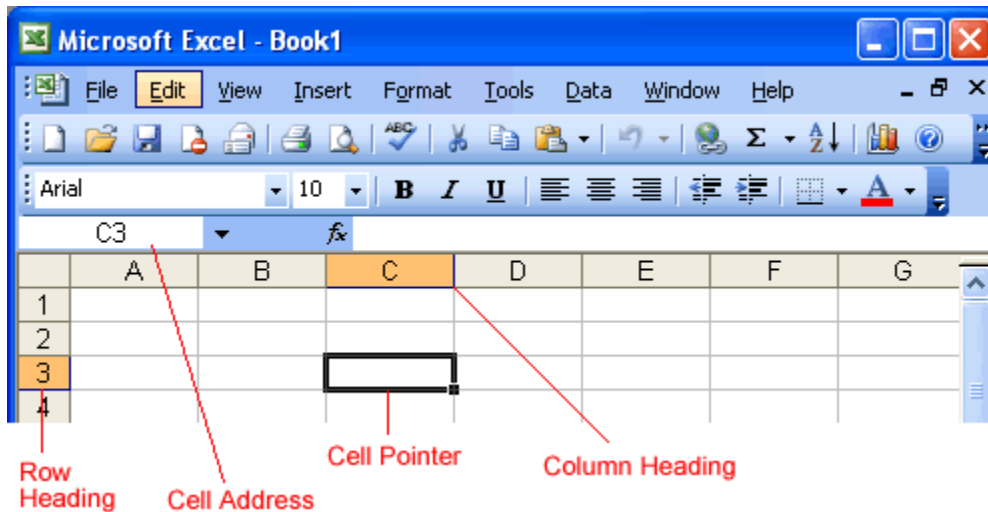 Microsoft Excel - Book1
File Edit View Insert Format Tools Data Window Help
ABC Σ A Z
Arial 10 B I U A
C3 fx
A B C D E F G
1
2
3
4
Cell Pointer
Column Heading
Row
Heading
Cell Address